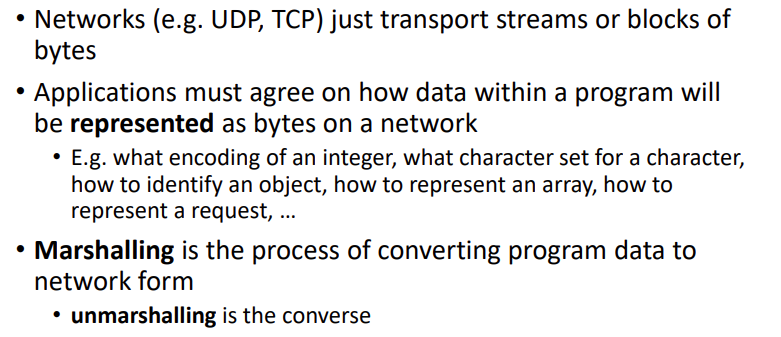 • Networks (e.g. UDP, TCP) just transport streams or blocks of
bytes
• Applications must agree on how data within a program will
be represented as bytes on a network
• E.g. what encoding of an integer, what character set for a character,
how to identify an object, how to represent an array, how to
represent a request, …
• Marshalling is the process of converting program data to
network form
• unmarshalling is the converse